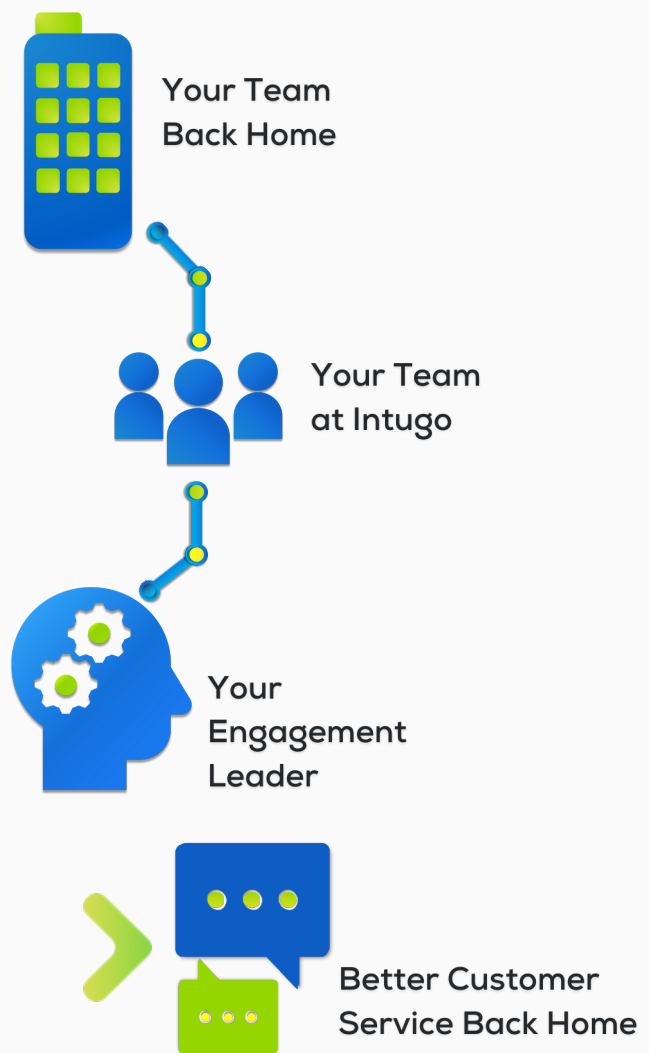 Your Team
Back Home
Your Team
at Intugo
Your
Engagement
Leader
Better Customer
Service Back Home